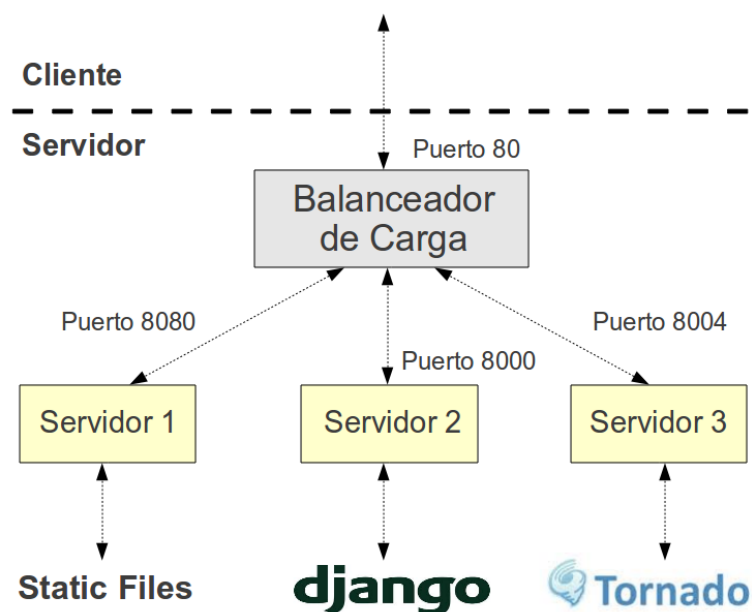 Cliente
Servidor
Puerto 80
Balanceador
de Carga
Puerto 8080
Puerto 8004
Puerto 8000
Servidor 1
Servidor 2
Servidor 3
Static Files
django
Tornado